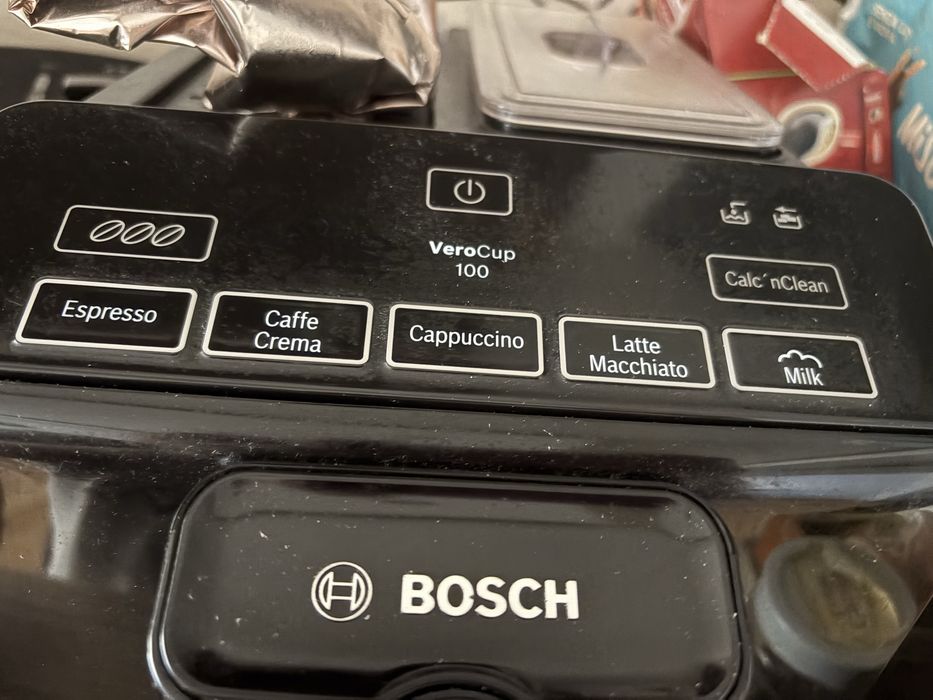 VeroCup
100
Calc´nClean
Espresso
Caffe
Crema
Cappuccino
Latte
Macchiato
Milk
BOSCH